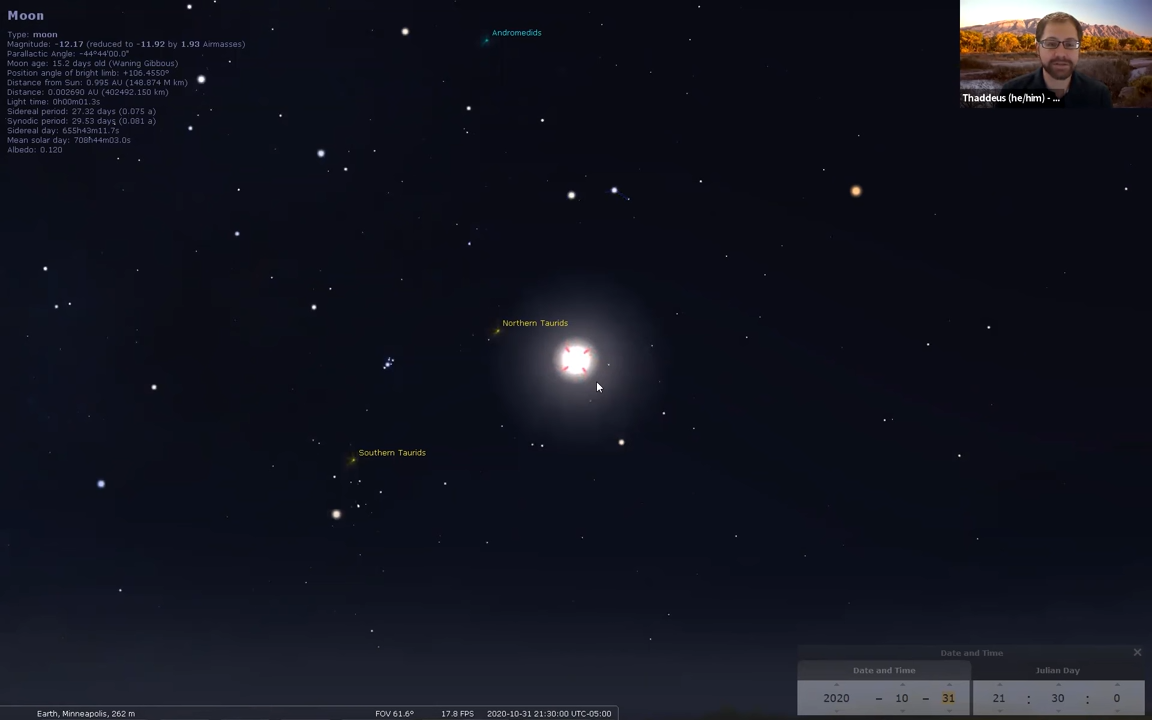 Moon
Type: moon
Magnitude: -12.17 (reduced to -11.92 by 1.93 Airmasses)
Parallactic Angle: -44°44'00.0"
Moon age: 15.2 days old (Waning Gibbous)
Position angle of bright limb: +106.4550°
Distance from Sun: 0.995 AU (148.874 M km)
Distance: 0.002690 AU (402492.150 km)
Light time: 0h00m01.3s
Sidereal period: 27.32 days (0.075 a)
Synodic period: 29.53 days (0.081 a)
Sidereal day: 655h43m11.7s
Mean solar day: 708h44m03.0s
Albedo: 0.120
Andromedids
Thaddeus (he/him) - ...
Northern Taurids
Southern Taurids
Date and Time
Date and Time Julian Day
2020 - 10 - 31 21 : 30 : 0
Earth, Minneapolis, 262 m FOV 61.6° 17.8 FPS 2020-10-31 21:30:00 UTC-05:00